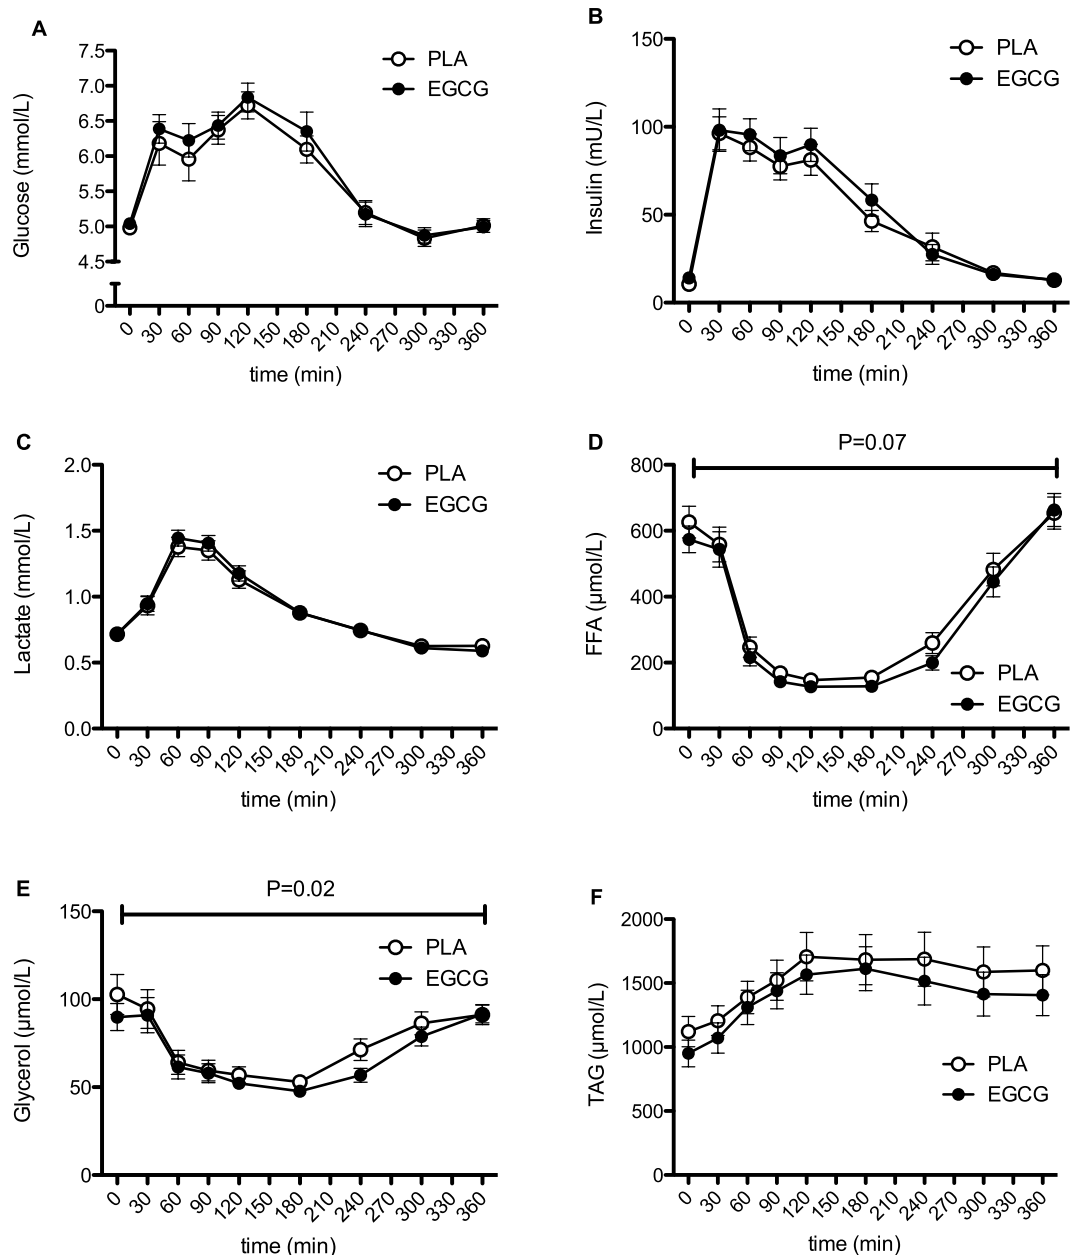 A
7.5
7.0
6.5
6.0
5.5
5.0
4.5
0
Glucose (mmol/L)
PLA
EGCG
0 30 60 90 120 150 180 210 240 270 300 330 360
time (min)
B
150
100
50
0
Insulin (mU/L)
PLA
EGCG
0 30 60 90 120 150 180 210 240 270 300 330 360
time (min)
C
2.0
1.5
1.0
0.5
0.0
Lactate (mmol/L)
PLA
EGCG
0 30 60 90 120 150 180 210 240 270 300 330 360
time (min)
D
P=0.07
800
600
400
200
0
FFA (μmol/L)
PLA
EGCG
0 30 60 90 120 150 180 210 240 270 300 330 360
time (min)
E
P=0.02
150
100
50
0
Glycerol (μmol/L)
PLA
EGCG
0 30 60 90 120 150 180 210 240 270 300 330 360
time (min)
F
2000
1500
1000
500
0
TAG (μmol/L)
PLA
EGCG
0 30 60 90 120 150 180 210 240 270 300 330 360
time (min)